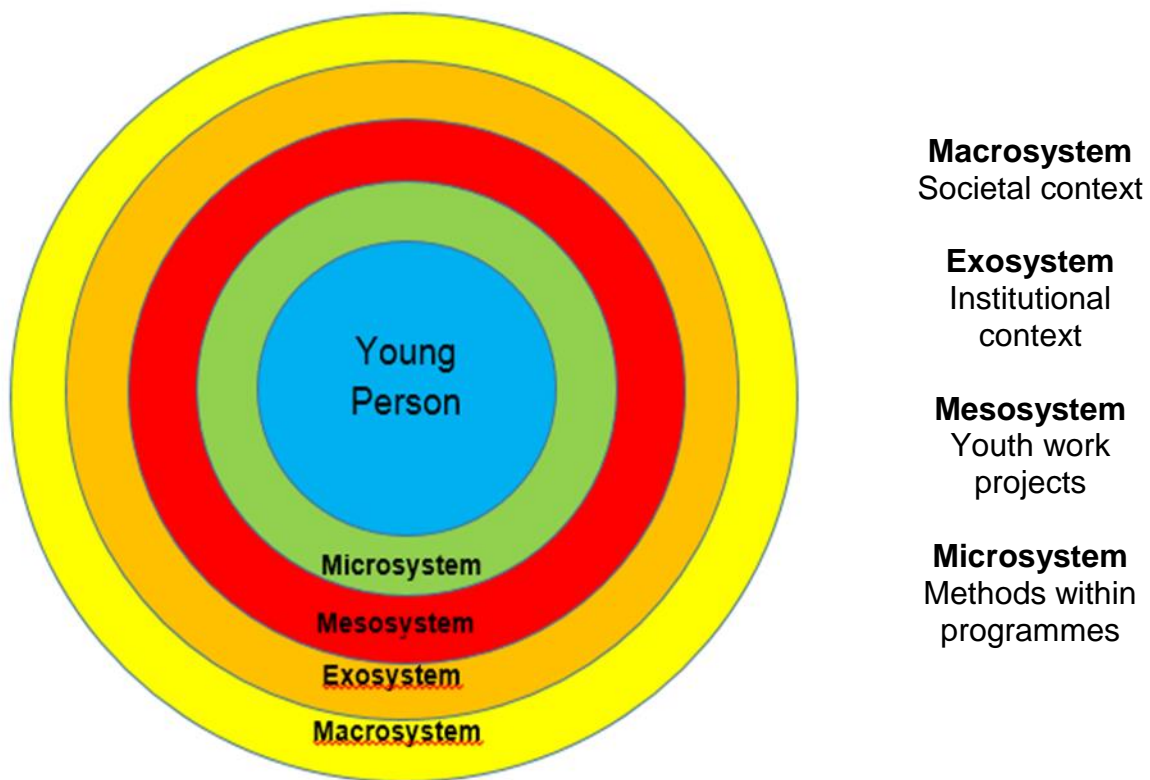 Young
Person
Microsystem
Mesosystem
Exosystem
Macrosystem
Macrosystem
Societal context
Exosystem
Institutional
context
Mesosystem
Youth work
projects
Microsystem
Methods within
programmes